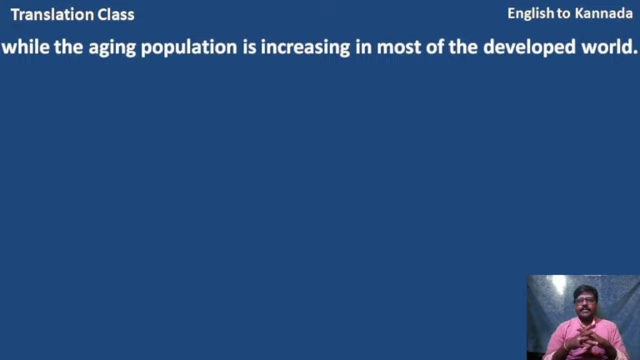 Translation Class
English to Kannada
while the aging population is increasing in most of the developed world.